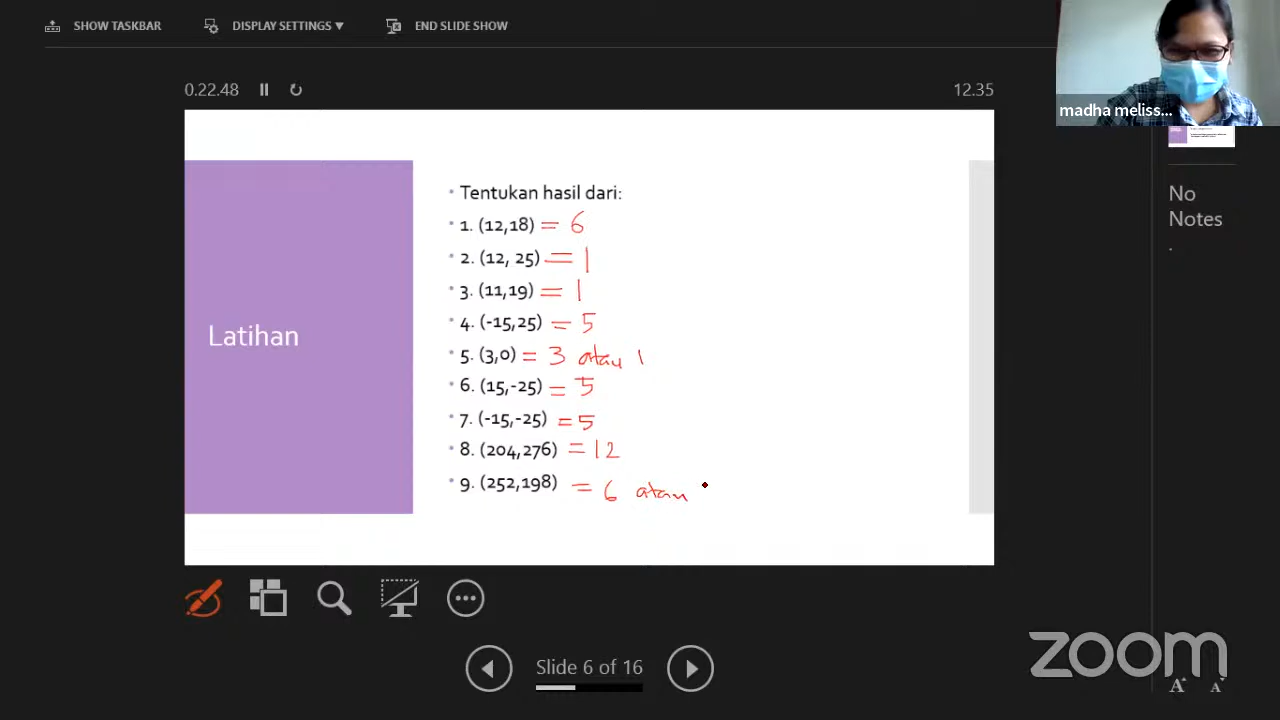 SHOW TASKBAR DISPLAY SETTINGS ▼ END SLIDE SHOW
0.22.48
12.35
madha meliss...
No
Notes
.
Latihan
• Tentukan hasil dari:
• 1. (12,18) = 6
• 2. (12, 25) = 1
• 3. (11,19) = 1
• 4. (-15,25) = 5
• 5. (3,0) = 3 atau 1
• 6. (15,-25) = 5
• 7. (-15,-25) = 5
• 8. (204,276) = 12
• 9. (252,198) = 6 atau
Slide 6 of 16
zoom
A A